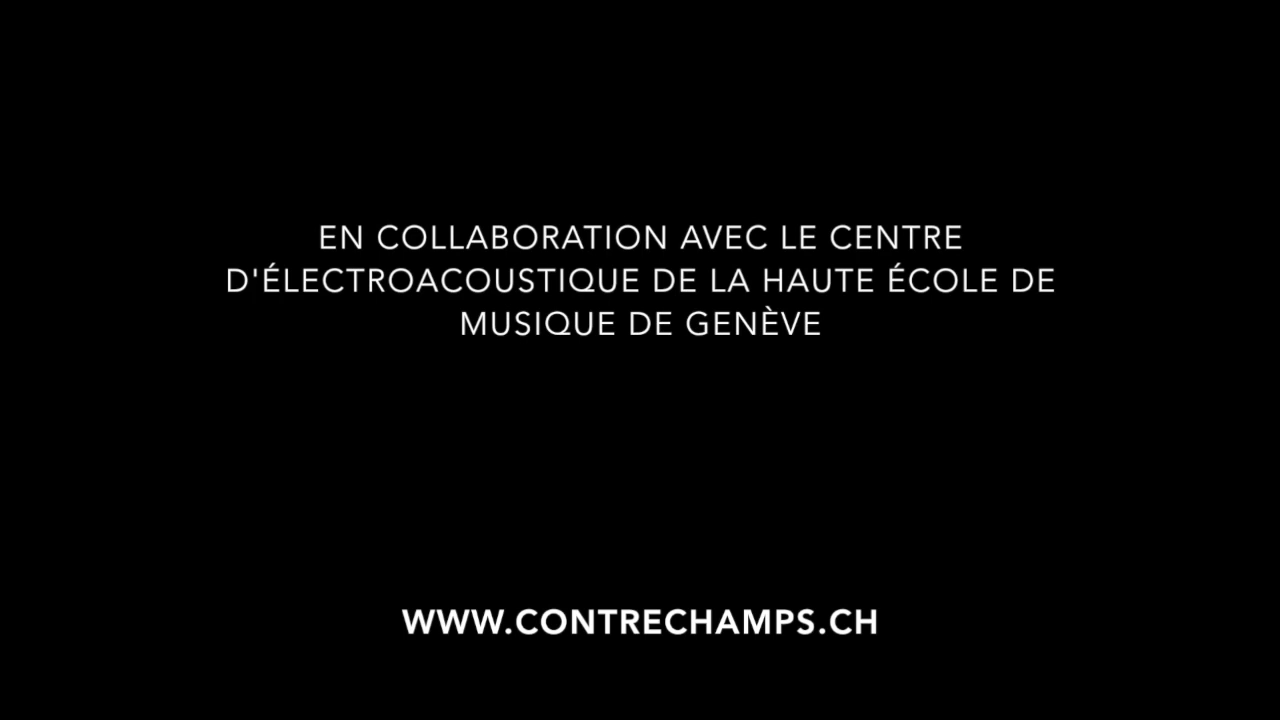 EN COLLABORATION AVEC LE CENTRE
D'ÉLECTROACOUSTIQUE DE LA HAUTE ÉCOLE DE
MUSIQUE DE GENÈVE
WWW.CONTRECHAMPS.CH